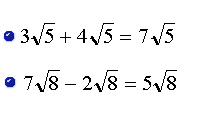 3√5 + 4√5 = 7√5
7√8 − 2√8 = 5√8